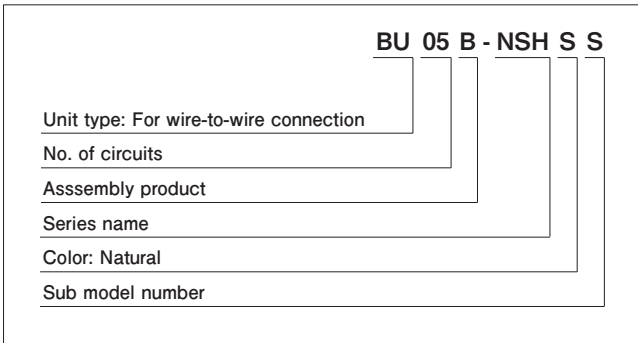 BU 05 B - NSH S S
Unit type: For wire-to-wire connection
No. of circuits
Asssembly product
Series name
Color: Natural
Sub model number